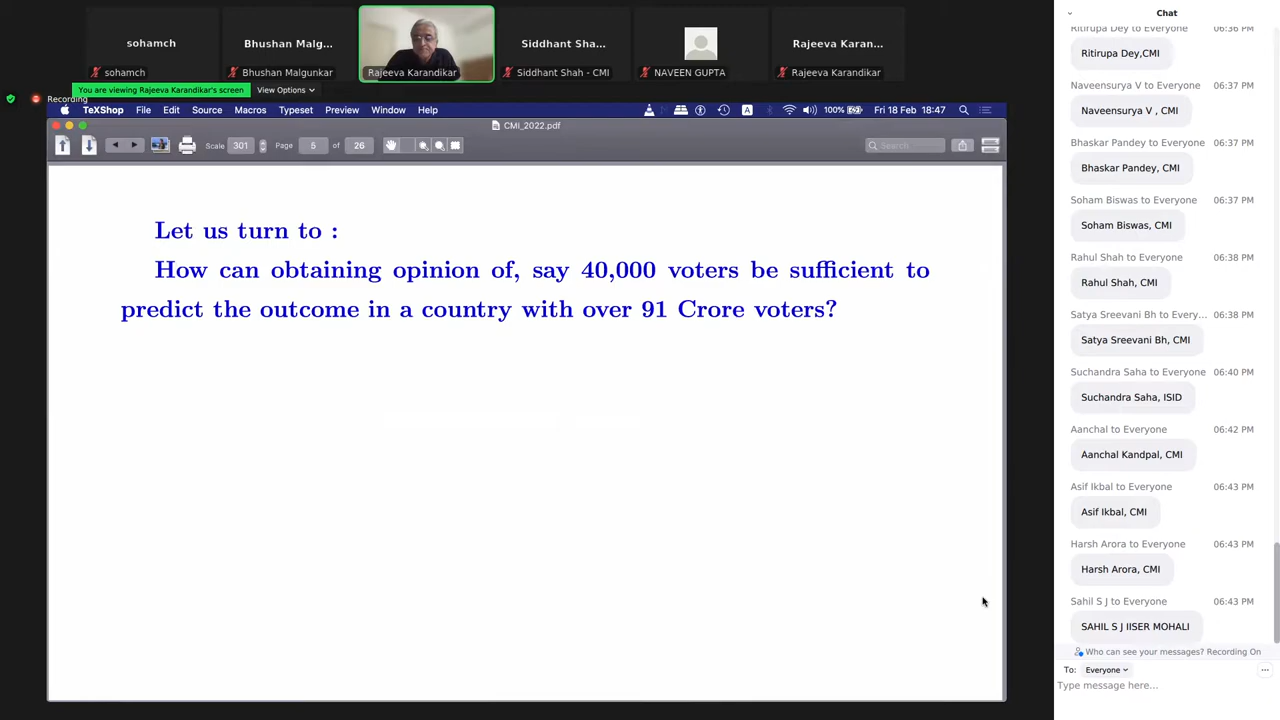 sohamch
Bhushan Malg...
Siddhant Sha...
Rajeeva Karan...
sohamch
Bhushan Malgunkar
Rajeeva Karandikar
Siddhant Shah - CMI
NAVEEN GUPTA
Rajeeva Karandikar
You are viewing Rajeeva Karandikar's screen
View Options
Recording
TeXShop File Edit Source Macros Typeset Preview Window Help
A
100%
Fri 18 Feb 18:47
CMI_2022.pdf
Scale 301 Page 5 of 26
Search
Let us turn to :
How can obtaining opinion of, say 40,000 voters be sufficient to
predict the outcome in a country with over 91 Crore voters?
Chat
Ritirupa Dey to Everyone 06:36 PM
Ritirupa Dey,CMI
Naveensurya V to Everyone 06:37 PM
Naveensurya V , CMI
Bhaskar Pandey to Everyone 06:37 PM
Bhaskar Pandey, CMI
Soham Biswas to Everyone 06:37 PM
Soham Biswas, CMI
Rahul Shah to Everyone 06:38 PM
Rahul Shah, CMI
Satya Sreevani Bh to Every... 06:38 PM
Satya Sreevani Bh, CMI
Suchandra Saha to Everyone 06:40 PM
Suchandra Saha, ISID
Aanchal to Everyone 06:42 PM
Aanchal Kandpal, CMI
Asif Ikbal to Everyone 06:43 PM
Asif Ikbal, CMI
Harsh Arora to Everyone 06:43 PM
Harsh Arora, CMI
Sahil S J to Everyone 06:43 PM
SAHIL S J IISER MOHALI
Who can see your messages? Recording On
To: Everyone
Type message here...